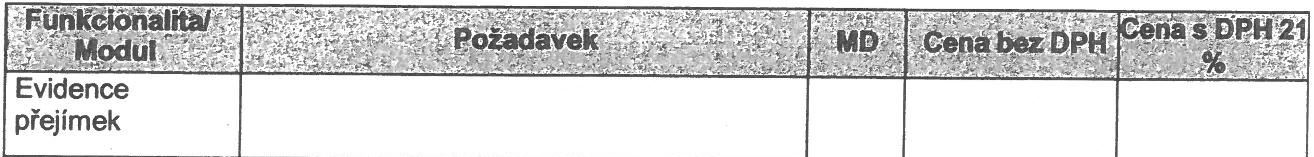 Funkcionalita/
Modul
Požadavek
MD
Cena bez DPH
Cena s DPH 21
%
Evidence
přejímek